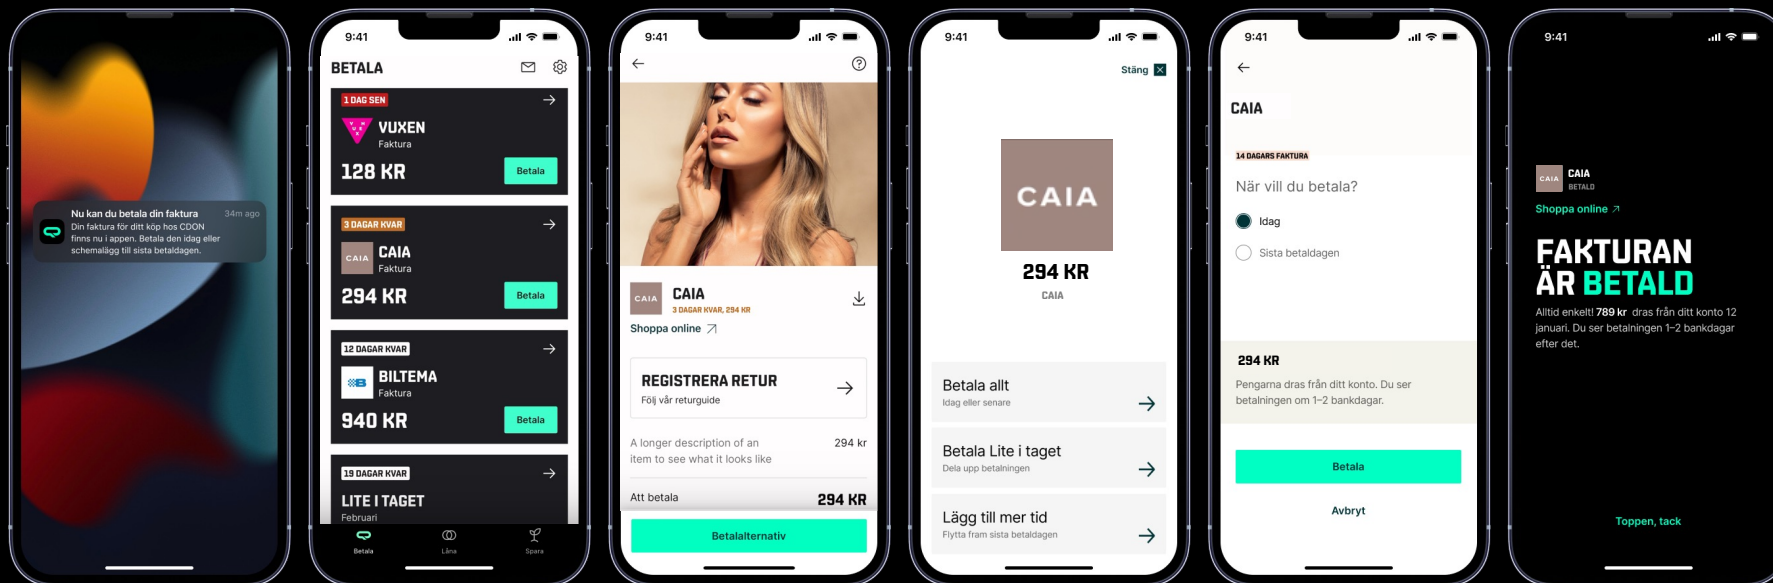 Nu kan du betala din faktura
34m ago
Din faktura för ditt köp hos CDON
finns nu i appen. Betala den idag eller
schemalägg till sista betaldagen.
9:41
BETALA
1 DAG SEN
VUXEN
VUXEN
Faktura
128 KR
Betala
3 DAGAR KVAR
CAIA
CAIA
Faktura
294 KR
Betala
12 DAGAR KVAR
B
BILTEMA
Faktura
940 KR
Betala
19 DAGAR KVAR
LITE I TAGET
Februari
Betala
Låna
Spara
9:41
CAIA
CAIA
3 DAGAR KVAR, 294 KR
Shoppa online
REGISTRERA RETUR
Följ vår returguide
A longer description of an
294 kr
item to see what it looks like
Att betala
294 KR
Betalalternativ
9:41
Stäng
CAIA
294 KR
CAIA
Betala allt
Idag eller senare
Betala Lite i taget
Dela upp betalningen
Lägg till mer tid
Flytta fram sista betaldagen
9:41
CAIA
14 DAGARS FAKTURA
När vill du betala?
Idag
Sista betaldagen
294 KR
Pengarna dras från ditt konto. Du ser
betalningen om 1–2 bankdagar.
Betala
Avbryt
9:41
CAIA
CAIA
BETALD
Shoppa online
FAKTURAN
ÄR BETALD
Alltid enkelt! 789 kr dras från ditt konto 12
januari. Du ser betalningen 1–2 bankdagar
efter det.
Toppen, tack